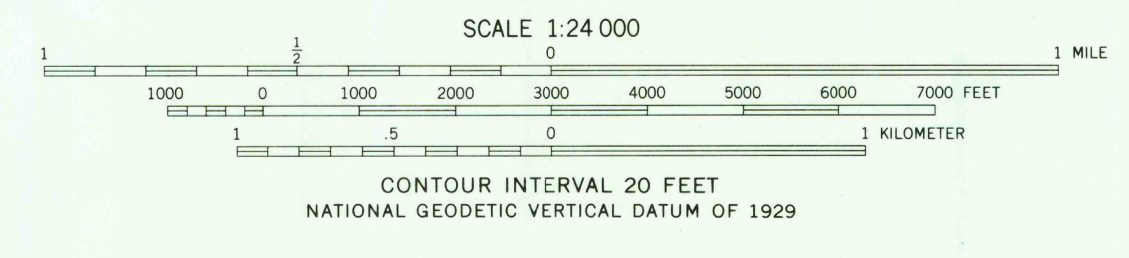 SCALE 1:24 000
1 1/2 0 1 MILE
1000 0 1000 2000 3000 4000 5000 6000 7000 FEET
1 .5 0 1 KILOMETER
CONTOUR INTERVAL 20 FEET
NATIONAL GEODETIC VERTICAL DATUM OF 1929